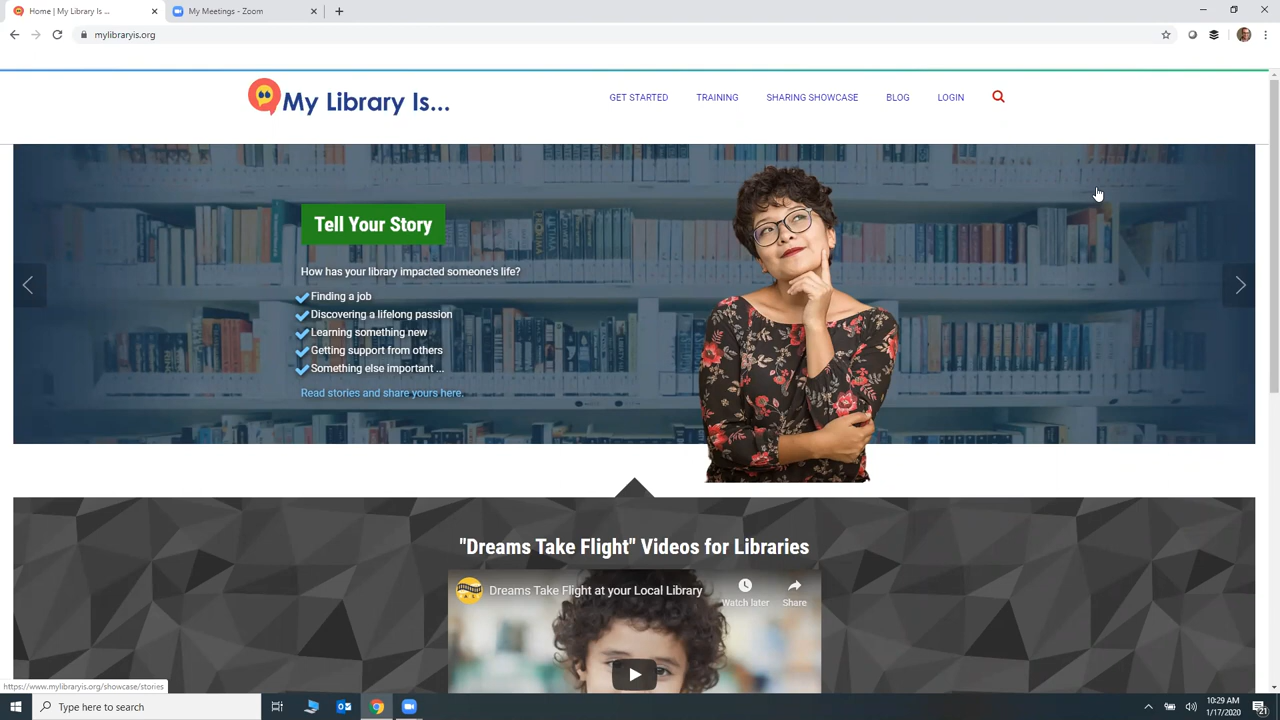 Home | My Library Is ...
My Meetings - Zoom
mylibraryis.org
My Library Is...
GET STARTED
TRAINING
SHARING SHOWCASE
BLOG
LOGIN
Tell Your Story
How has your library impacted someone's life?
Finding a job
Discovering a lifelong passion
Learning something new
Getting support from others
Something else important ...
Read stories and share yours here.
"Dreams Take Flight" Videos for Libraries
Dreams Take Flight at your Local Library
Watch later
Share
https://www.mylibraryis.org/showcase/stories
Type here to search
10:29 AM
1/17/2020
21